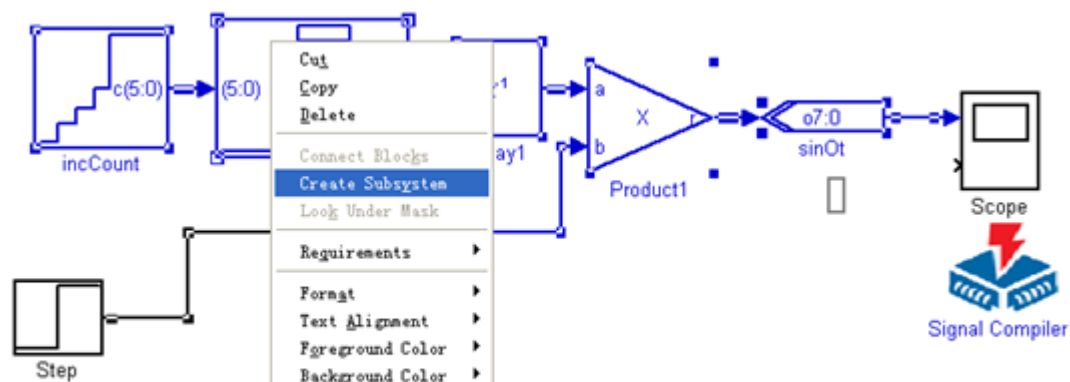 c(5:0)
incCount
(5:0)
ay1
a
X
r
b
Product1
o7:0
sinOt
Scope
Signal Compiler
Step
Cut
Copy
Delete
Connect Blocks
Create Subsystem
Look Under Mask
Requirements
Format
Text Alignment
Foreground Color
Background Color